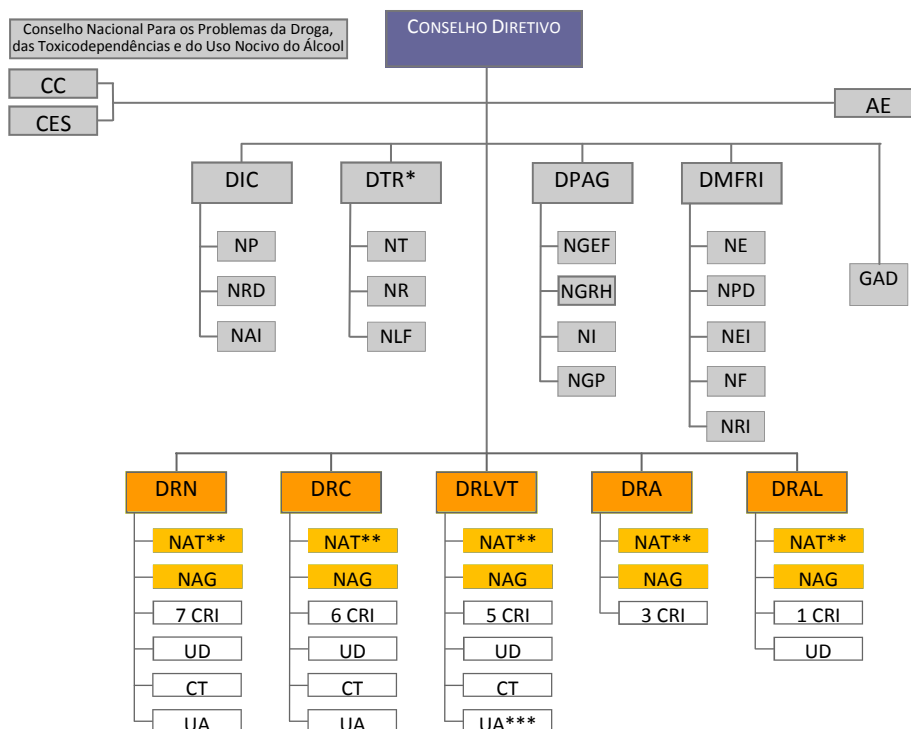 Conselho Nacional Para os Problemas da Droga,
das Toxicodependências e do Uso Nocivo do Álcool
CONSELHO DIRETIVO
CC
CES
AE
DIC
DTR*
DPAG
DMFRI
GAD
NP
NRD
NAI
NT
NR
NLF
NGEF
NGRH
NI
NGP
NE
NPD
NEI
NF
NRI
DRN
DRC
DRLVT
DRA
DRAL
NAT**
NAG
7 CRI
UD
CT
UA
NAT**
NAG
6 CRI
UD
CT
UA
NAT**
NAG
5 CRI
UD
CT
UA***
NAT**
NAG
3 CRI
NAT**
NAG
1 CRI
UD